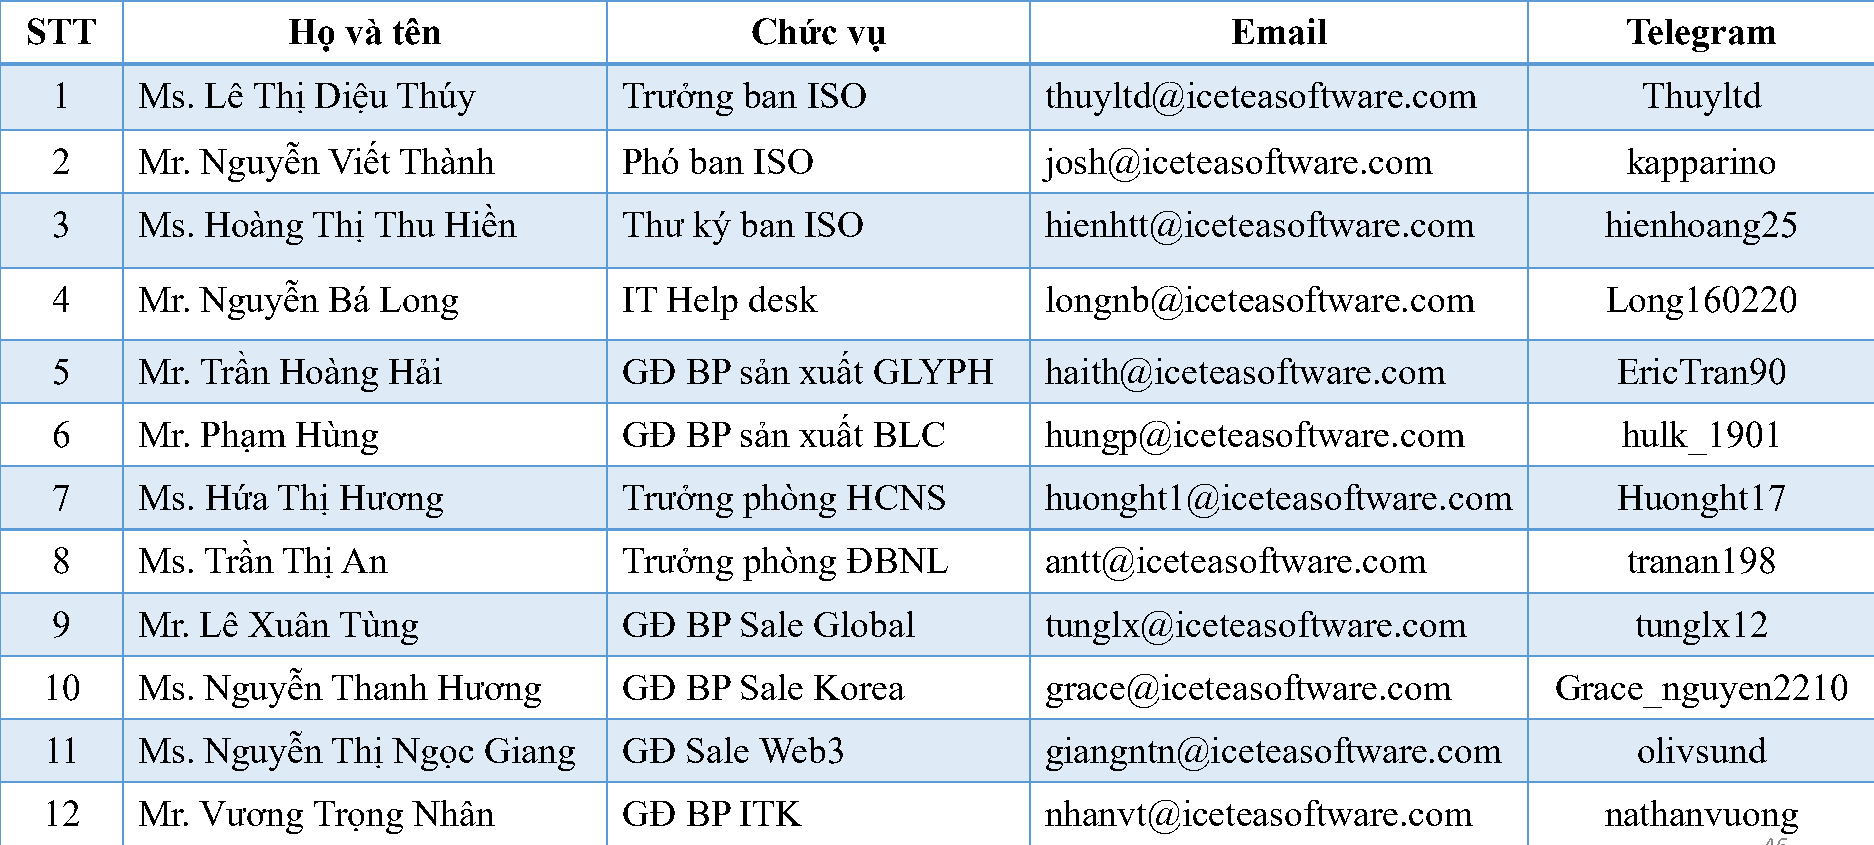 STT Họ và tên Chức vụ Email Telegram
1 Ms. Lê Thị Diệu Thúy Trưởng ban ISO thuyltd@iceteasoftware.com Thuyltd
2 Mr. Nguyễn Viết Thành Phó ban ISO josh@iceteasoftware.com kapparino
3 Ms. Hoàng Thị Thu Hiền Thư ký ban ISO hienhtt@iceteasoftware.com hienhoang25
4 Mr. Nguyễn Bá Long IT Help desk longnb@iceteasoftware.com Long160220
5 Mr. Trần Hoàng Hải GĐ BP sản xuất GLYPH haith@iceteasoftware.com EricTran90
6 Mr. Phạm Hùng GĐ BP sản xuất BLC hungp@iceteasoftware.com hulk_1901
7 Ms. Hứa Thị Hương Trưởng phòng HCNS huonght1@iceteasoftware.com Huonght17
8 Ms. Trần Thị An Trưởng phòng ĐBNL antt@iceteasoftware.com tranan198
9 Mr. Lê Xuân Tùng GĐ BP Sale Global tunglx@iceteasoftware.com tunglx12
10 Ms. Nguyễn Thanh Hương GĐ BP Sale Korea grace@iceteasoftware.com Grace_nguyen2210
11 Ms. Nguyễn Thị Ngọc Giang GĐ Sale Web3 giangntn@iceteasoftware.com olivsund
12 Mr. Vương Trọng Nhân GĐ BP ITK nhanvt@iceteasoftware.com nathanvuong